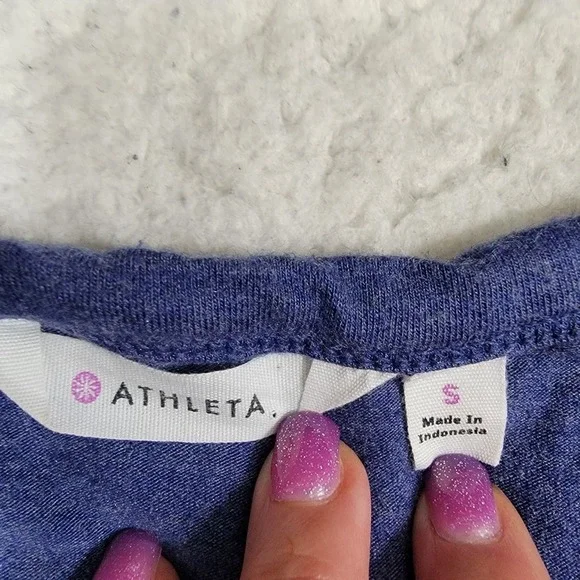 ATHLETA.
S
Made In
Indonesia